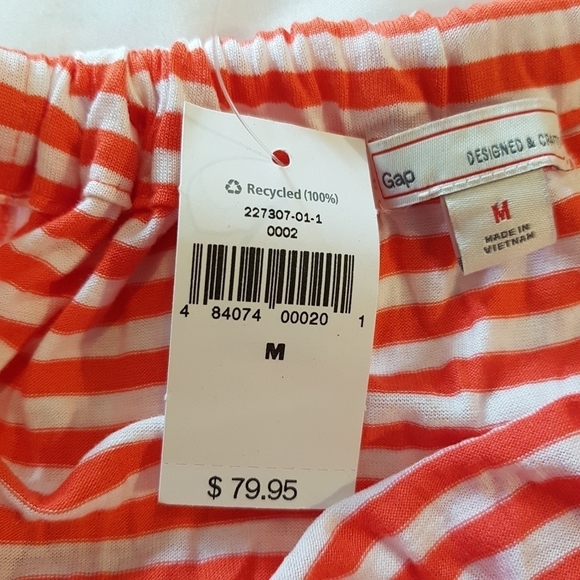 Recycled (100%)
227307-01-1
0002
4 84074 00020 1
M
$ 79.95
Gap
DESIGNED &
M
MADE IN
VIETNAM